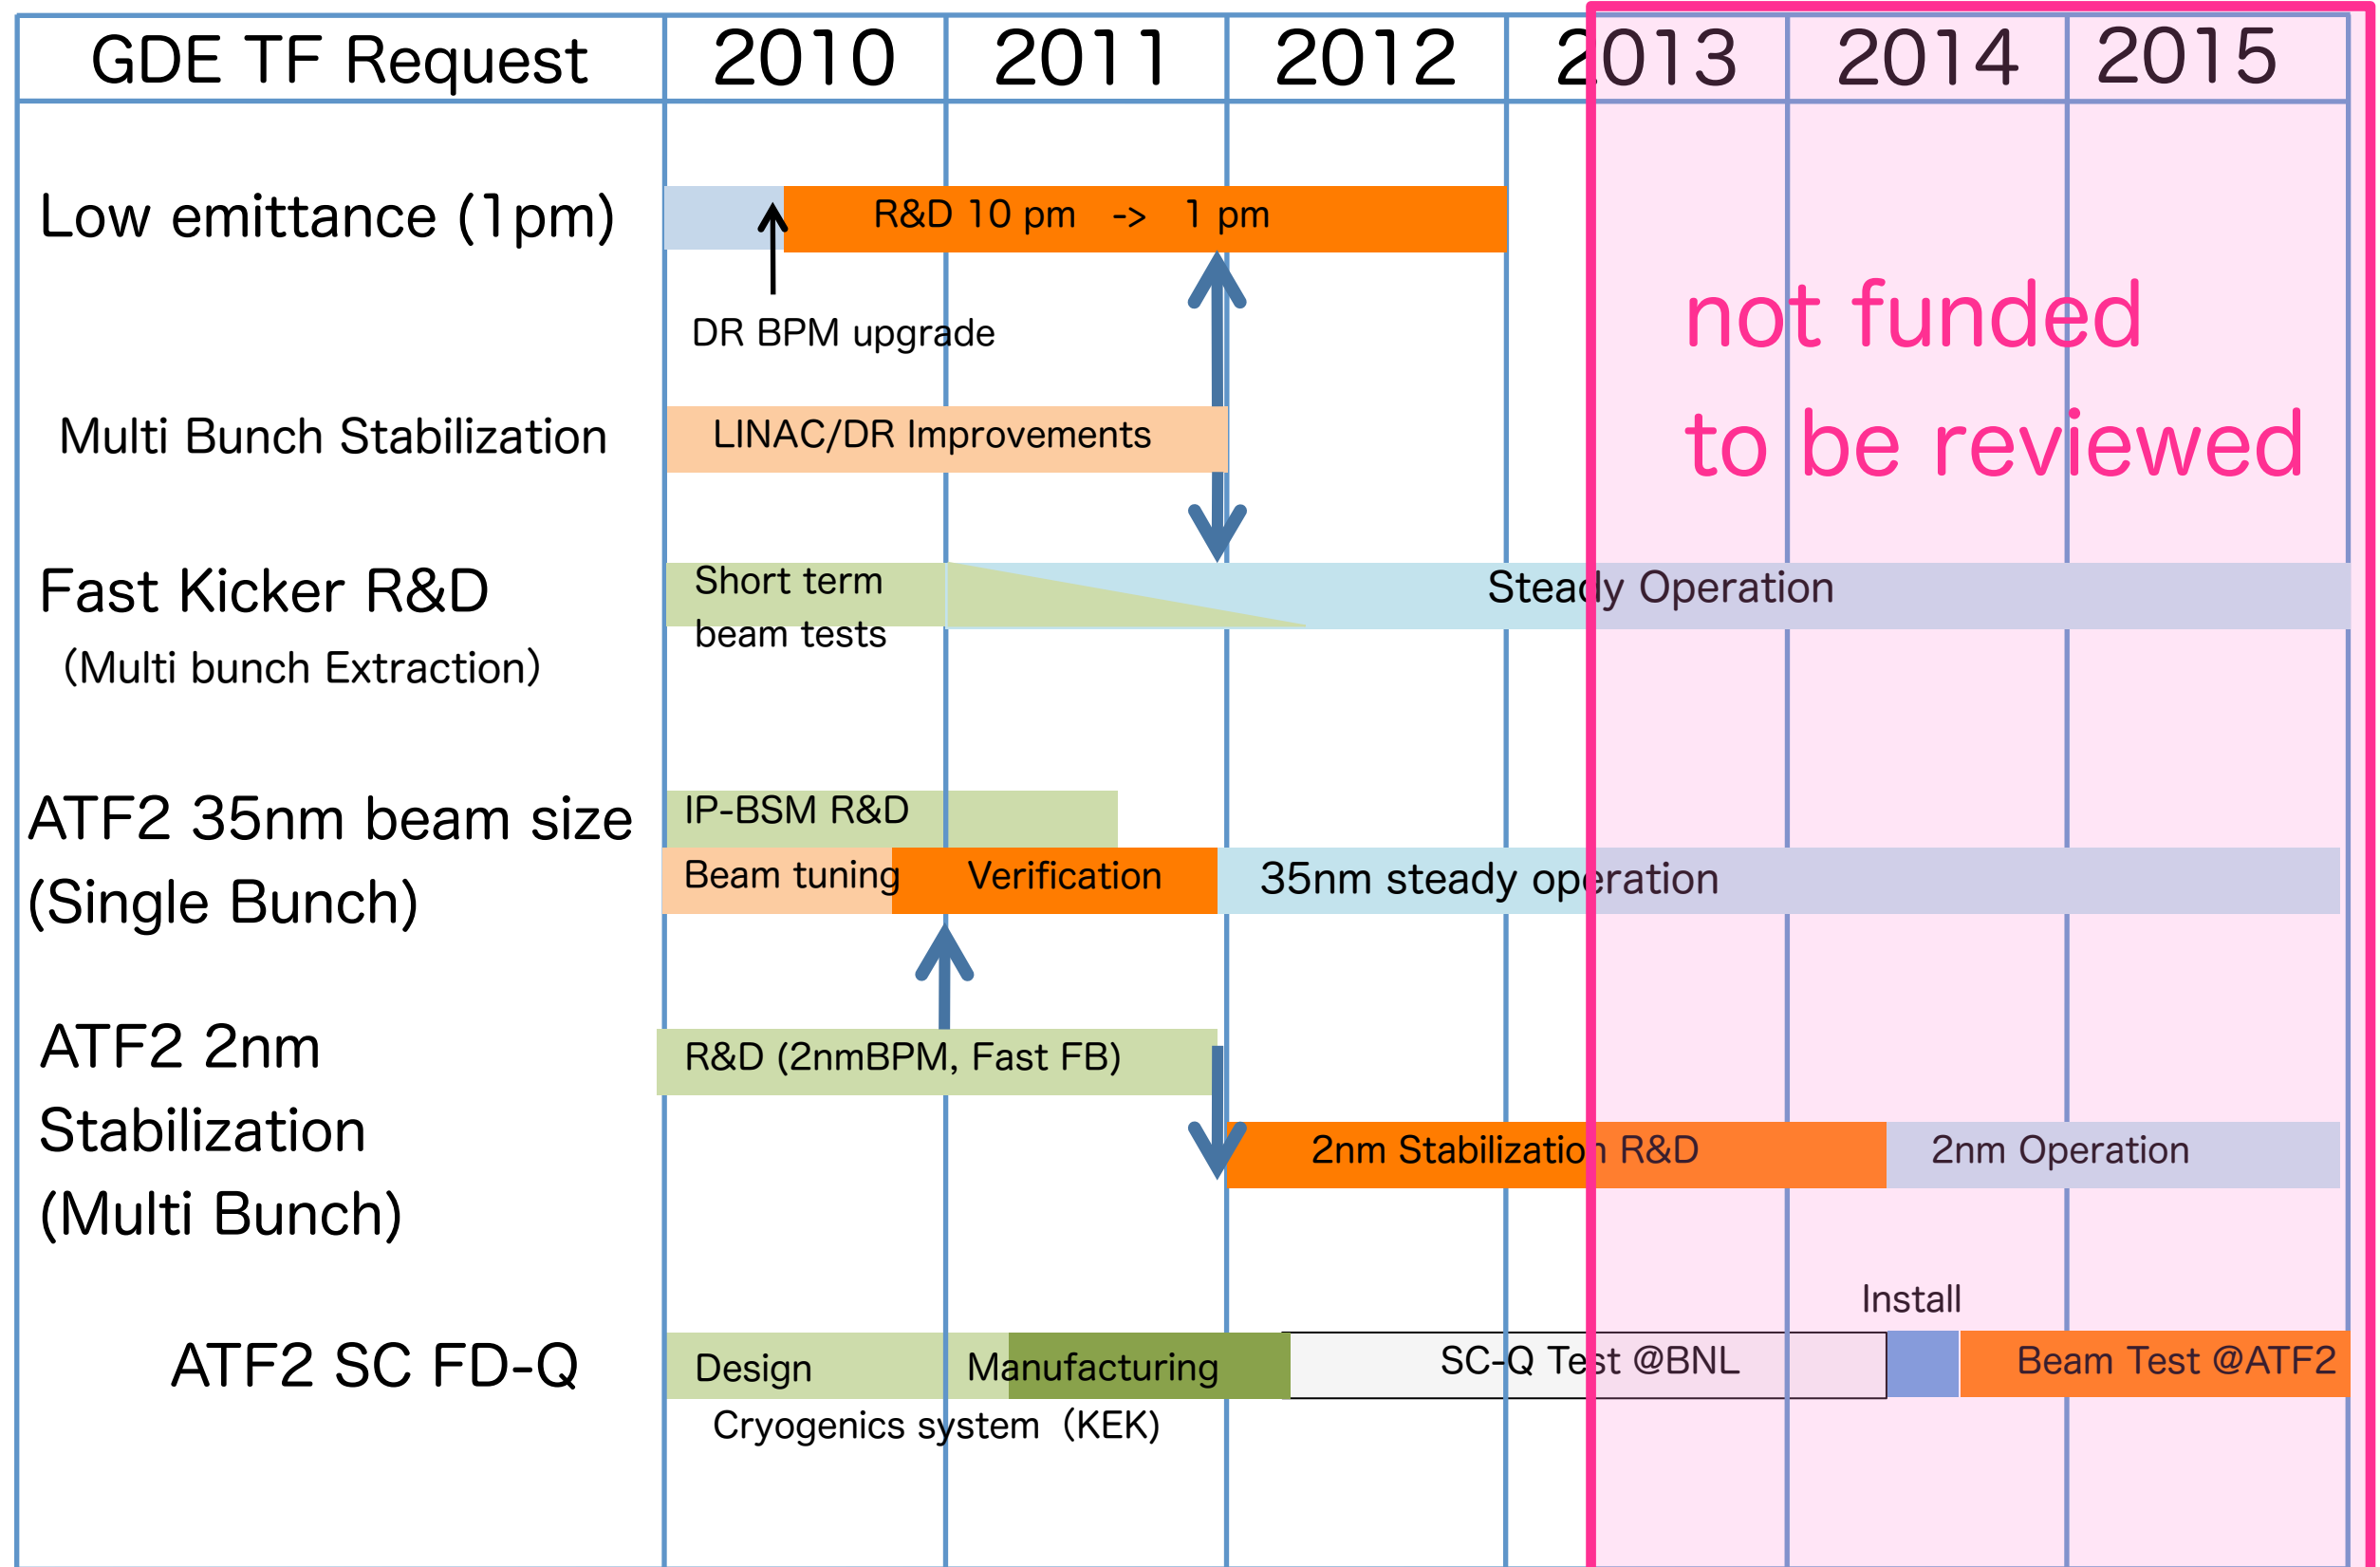 GDE TF Request 2010 2011 2012 2013 2014 2015
Low emittance (1pm)
R&D 10 pm -> 1 pm
DR BPM upgrade
not funded
to be reviewed
Multi Bunch Stabilization
LINAC/DR Improvements
Fast Kicker R&D
(Multi bunch Extraction)
Short term
beam tests
Steady Operation
ATF2 35nm beam size
(Single Bunch)
IP-BSM R&D
Beam tuning
Verification
35nm steady operation
ATF2 2nm
Stabilization
(Multi Bunch)
R&D (2nmBPM, Fast FB)
2nm Stabilization R&D
2nm Operation
Install
ATF2 SC FD-Q
Design
Manufacturing
SC-Q Test @BNL
Beam Test @ATF2
Cryogenics system (KEK)